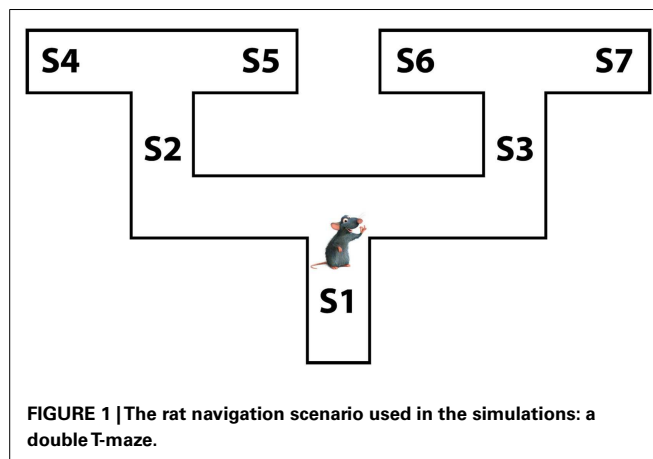 S4 S5 S6 S7
S2 S3
S1
FIGURE 1 | The rat navigation scenario used in the simulations: a
double T-maze.